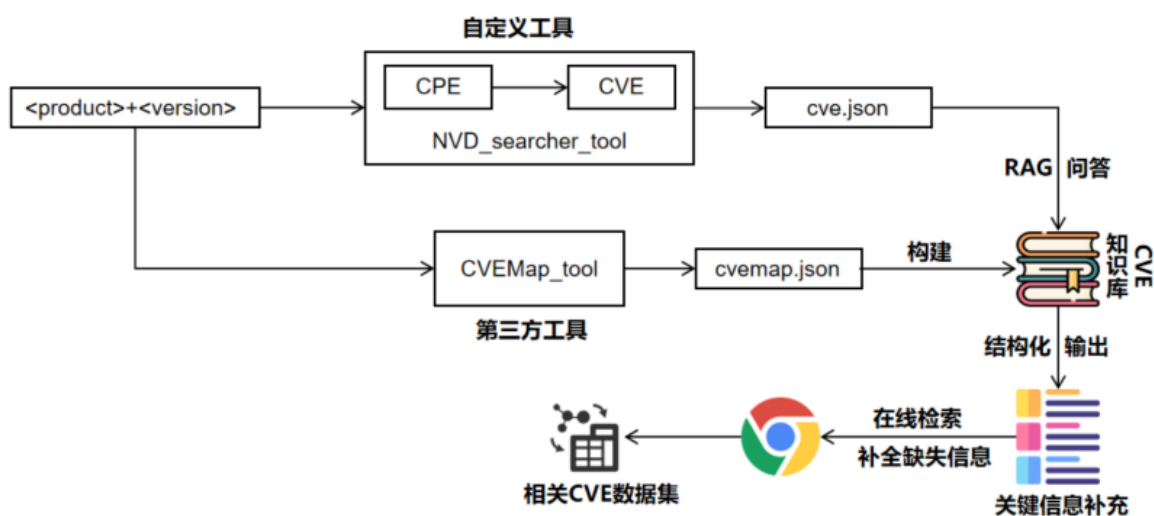 自定义工具
CPE
CVE
<product>+<version>
NVD_searcher_tool
cve.json
RAG 问答
CVEMap_tool
cvemap.json
构建
CVE
知识库
第三方工具
结构化 输出
在线检索
补全缺失信息
相关CVE数据集
关键信息补充